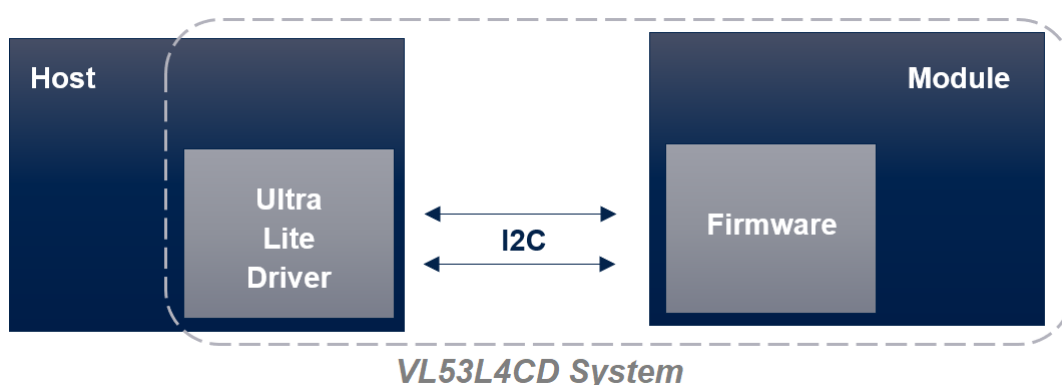 Host
Module
Ultra
Lite
Driver
I2C
Firmware
VL53L4CD System